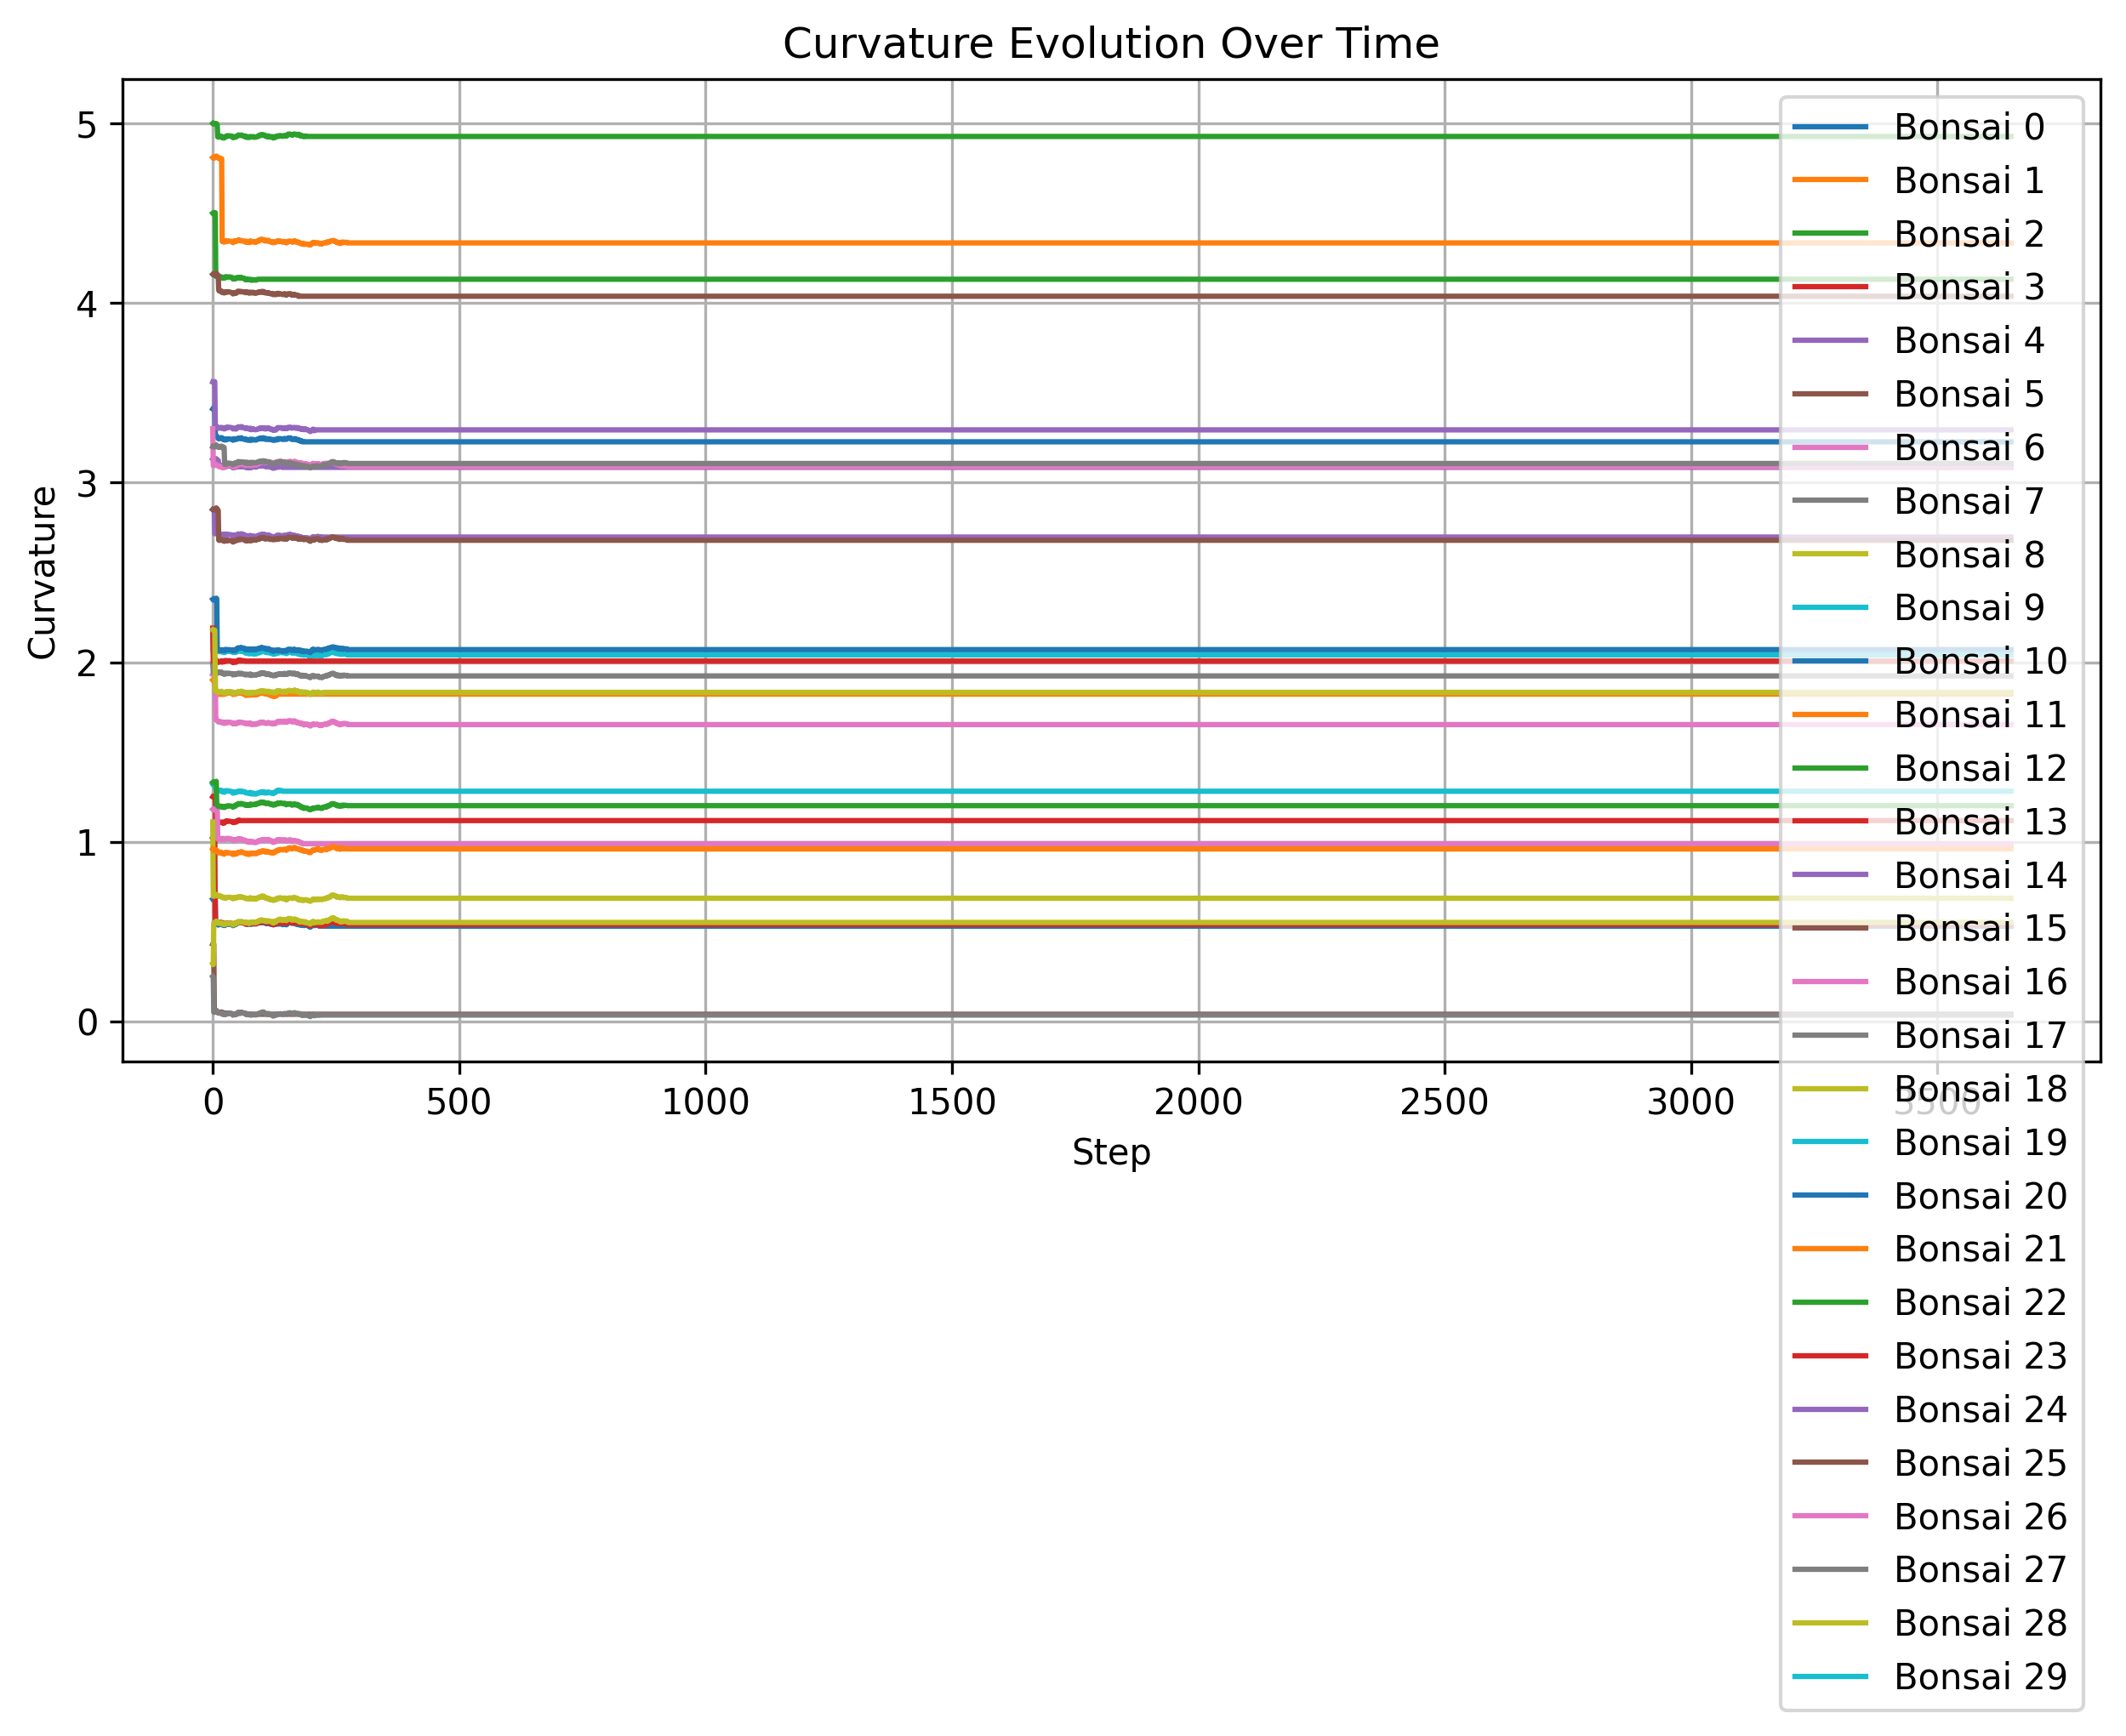 Curvature Evolution Over Time
5
4
3
2
1
0
Curvature
0 500 1000 1500 2000 2500 3000 3500
Step
Bonsai 0
Bonsai 1
Bonsai 2
Bonsai 3
Bonsai 4
Bonsai 5
Bonsai 6
Bonsai 7
Bonsai 8
Bonsai 9
Bonsai 10
Bonsai 11
Bonsai 12
Bonsai 13
Bonsai 14
Bonsai 15
Bonsai 16
Bonsai 17
Bonsai 18
Bonsai 19
Bonsai 20
Bonsai 21
Bonsai 22
Bonsai 23
Bonsai 24
Bonsai 25
Bonsai 26
Bonsai 27
Bonsai 28
Bonsai 29